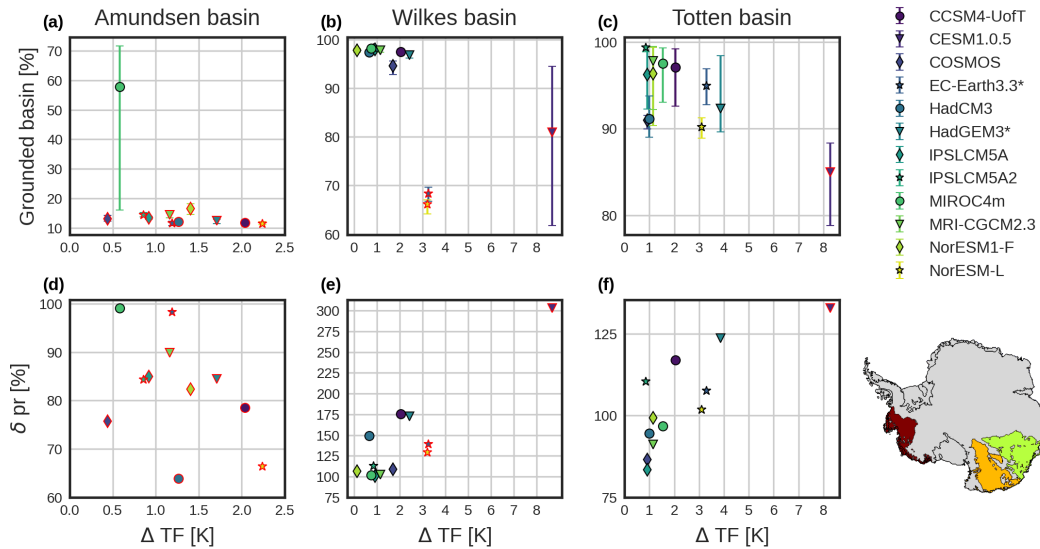 Amundsen basin
Wilkes basin
Totten basin
(a)
(b)
(c)
Grounded basin [%]
70
60
50
40
30
20
10
0.0 0.5 1.0 1.5 2.0 2.5
100
90
80
70
60
0 1 2 3 4 5 6 7 8
100
90
80
0 1 2 3 4 5 6 7 8
CCSM4-UofT
CESM1.0.5
COSMOS
EC-Earth3.3*
HadCM3
HadGEM3*
IPSLCM5A
IPSLCM5A2
MIROC4m
MRI-CGCM2.3
NorESM1-F
NorESM-L
(d)
(e)
(f)
δ pr [%]
100
90
80
70
60
0.0 0.5 1.0 1.5 2.0 2.5
Δ TF [K]
300
275
250
225
200
175
150
125
100
75
0 1 2 3 4 5 6 7 8
Δ TF [K]
125
100
75
0 1 2 3 4 5 6 7 8
Δ TF [K]